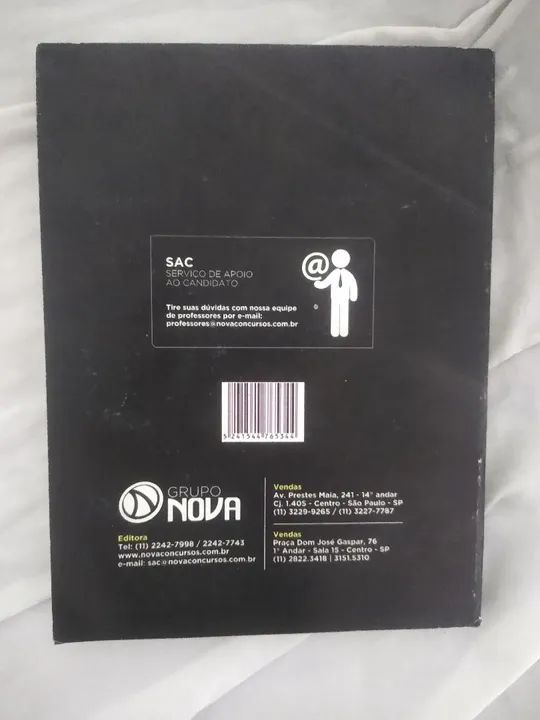 SAC
SERVIÇO DE APOIO
AO CANDIDATO
Tire suas dúvidas com nossa equipe
de professores por e-mail:
professores@novaconcursos.com.br
@
5 241544 765344
GRUPO
NOVA
Editora
Tel: (11) 2242-7998 / 2242-7743
www.novaconcursos.com.br
e-mail: sac@novaconcursos.com.br
Vendas
Av. Prestes Maia, 241 - 14° andar
Cj. 1.405 - Centro - São Paulo - SP
(11) 3229-9265 / (11) 3227-7787
Vendas
Praça Dom José Gaspar, 76
1° Andar - Sala 15 - Centro - SP
(11) 2822.3418 | 3151.5310